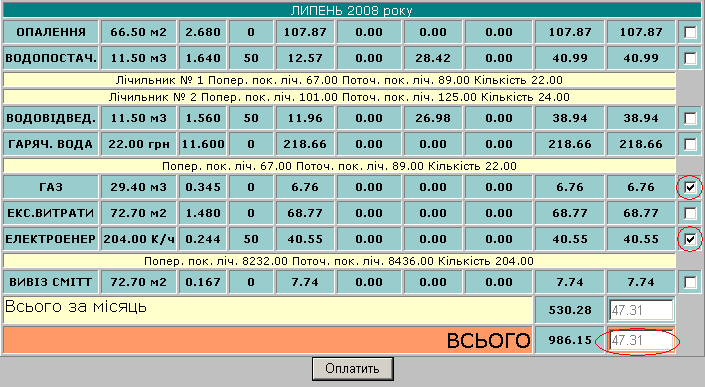 ЛИПЕНЬ 2008 року
ОПАЛЕННЯ 66.50 м2 2.680 0 107.87 0.00 0.00 0.00 107.87 107.87
ВОДОПОСТАЧ. 11.50 м3 1.640 50 12.57 0.00 28.42 0.00 40.99 40.99
Лічильник № 1 Попер. пок. ліч. 67.00 Поточ. пок. ліч. 89.00 Кількість 22.00
Лічильник № 2 Попер. пок. ліч. 101.00 Поточ. пок. ліч. 125.00 Кількість 24.00
ВОДОВІДВЕД. 11.50 м3 1.560 50 11.96 0.00 26.98 0.00 38.94 38.94
ГАРЯЧ. ВОДА 22.00 грн 11.600 0 218.66 0.00 0.00 0.00 218.66 218.66
Попер. пок. ліч. 67.00 Поточ. пок. ліч. 89.00 Кількість 22.00
ГАЗ 29.40 м3 0.345 0 6.76 0.00 0.00 0.00 6.76 6.76
ЕКС.ВИТРАТИ 72.70 м2 1.480 0 68.77 0.00 0.00 0.00 68.77 68.77
ЕЛЕКТРОЕНЕР 204.00 К/ч 0.244 50 40.55 0.00 0.00 0.00 40.55 40.55
Попер. пок. ліч. 8232.00 Поточ. пок. ліч. 8436.00 Кількість 204.00
ВИВІЗ СМІТТ 72.70 м2 0.167 0 7.74 0.00 0.00 0.00 7.74 7.74
Всього за місяць 530.28 47.31
ВСЬОГО 986.15 47.31
Оплатить